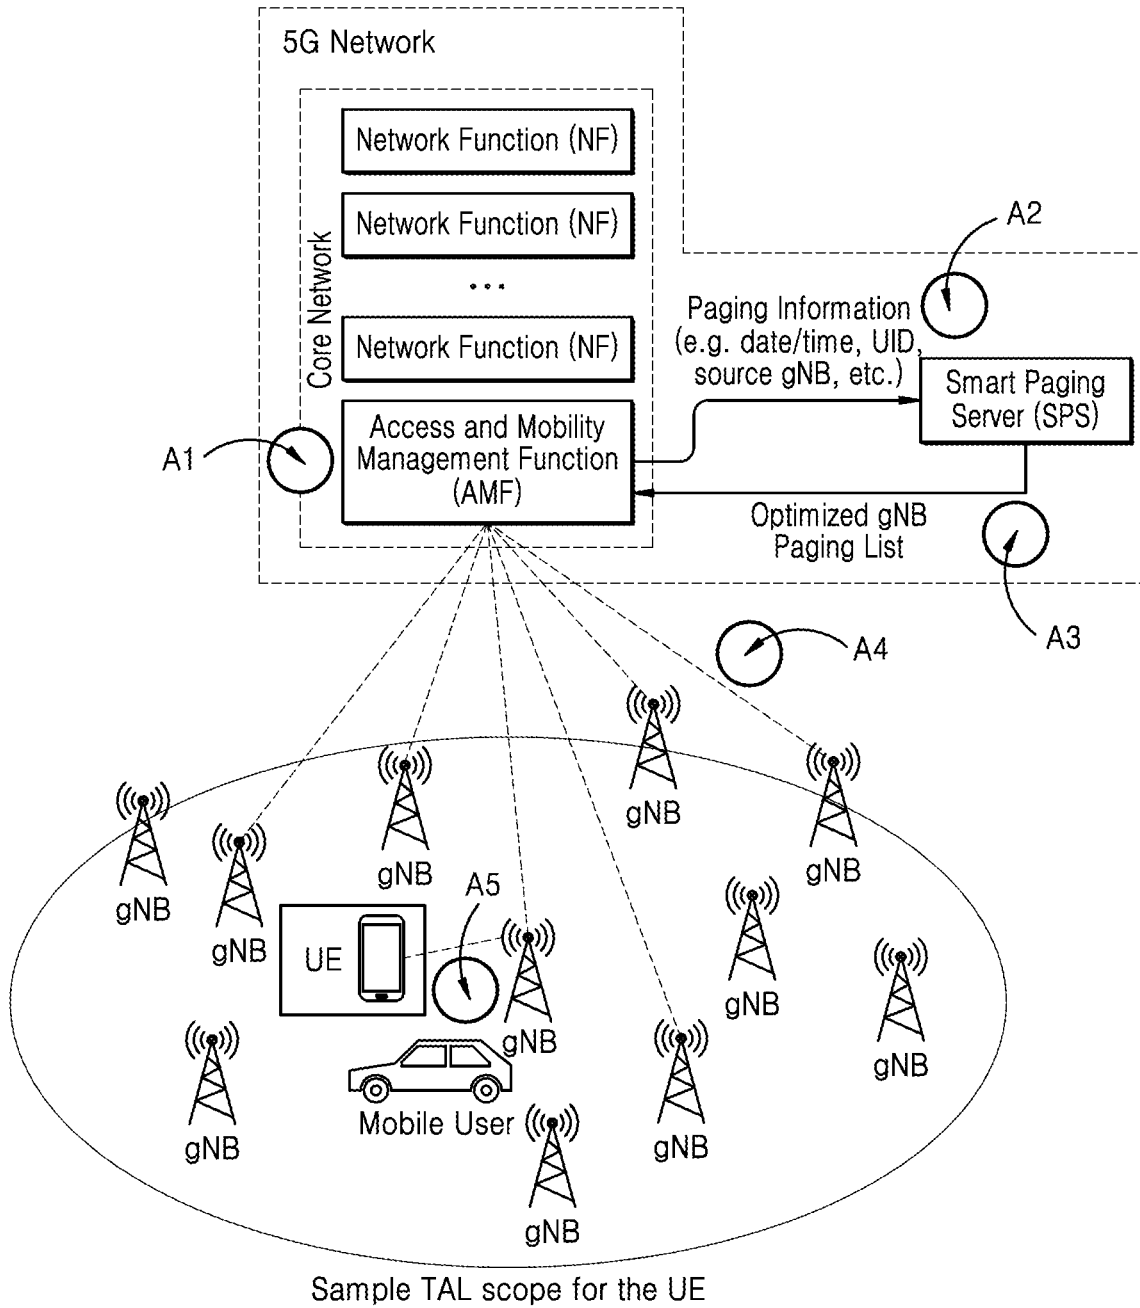 5G Network
Network Function (NF)
Network Function (NF)
...
Network Function (NF)
Core Network
Access and Mobility
Management Function
(AMF)
A1
A2
Paging Information
(e.g. date/time, UID,
source gNB, etc.)
Smart Paging
Server (SPS)
Optimized gNB
Paging List
A3
A4
gNB
gNB
gNB
gNB
gNB
gNB
A5
UE
gNB
gNB
gNB
gNB
gNB
Mobile User
gNB
Sample TAL scope for the UE